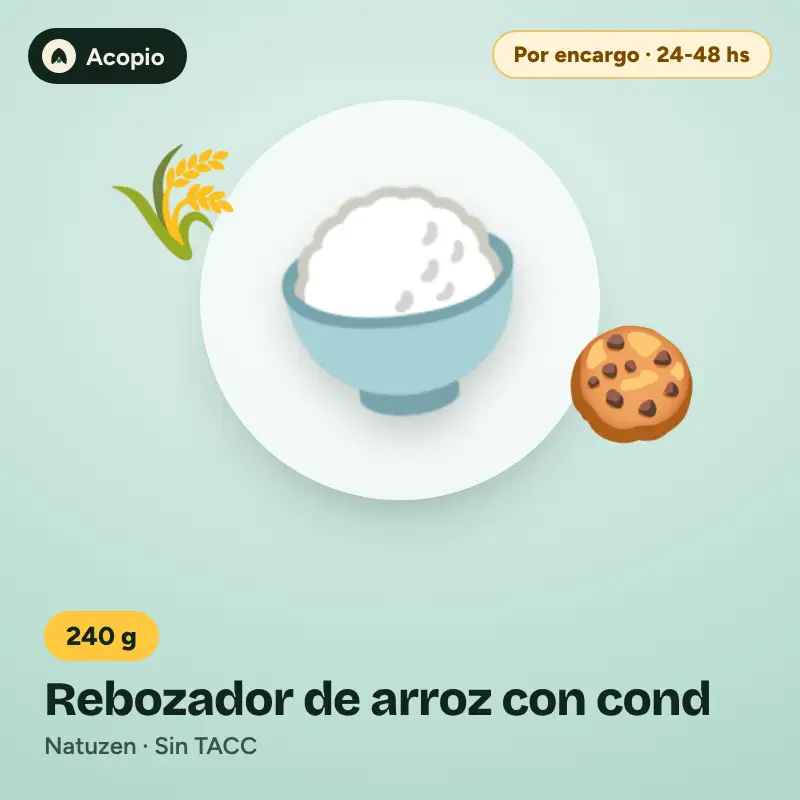 Acopio
Por encargo · 24-48 hs
240 g
Rebozador de arroz con cond
Natuzen · Sin TACC